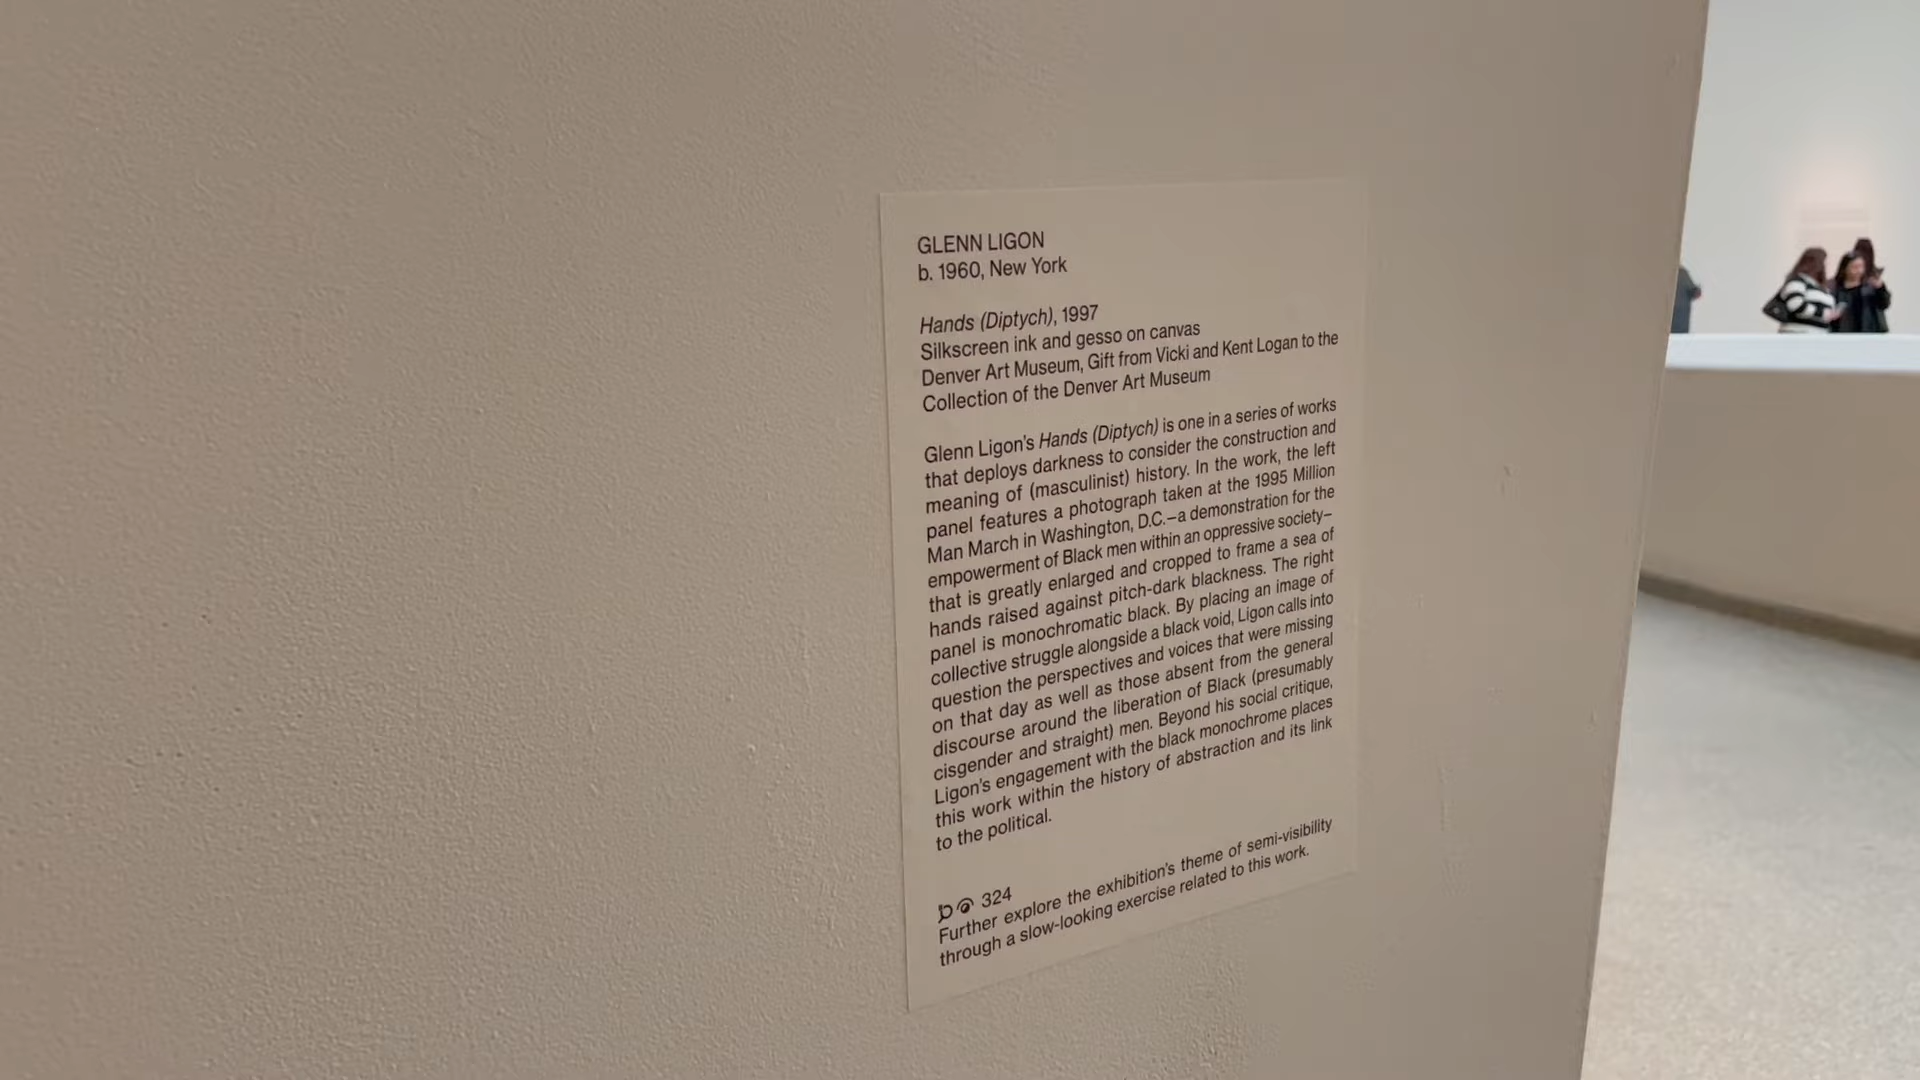 GLENN LIGON
b. 1960, New York
Hands (Diptych), 1997
Silkscreen ink and gesso on canvas
Denver Art Museum, Gift from Vicki and Kent Logan to the
Collection of the Denver Art Museum
Glenn Ligon's Hands (Diptych) is one in a series of works
that deploys darkness to consider the construction and
meaning of (masculinist) history. In the work, the left
panel features a photograph taken at the 1995 Million
Man March in Washington, D.C.–a demonstration for the
empowerment of Black men within an oppressive society–
that is greatly enlarged and cropped to frame a sea of
hands raised against pitch-dark blackness. The right
panel is monochromatic black. By placing an image of
collective struggle alongside a black void, Ligon calls into
question the perspectives and voices that were missing
on that day as well as those absent from the general
discourse around the liberation of Black (presumably
cisgender and straight) men. Beyond his social critique,
Ligon's engagement with the black monochrome places
this work within the history of abstraction and its link
to the political.
324
Further explore the exhibition's theme of semi-visibility
through a slow-looking exercise related to this work.